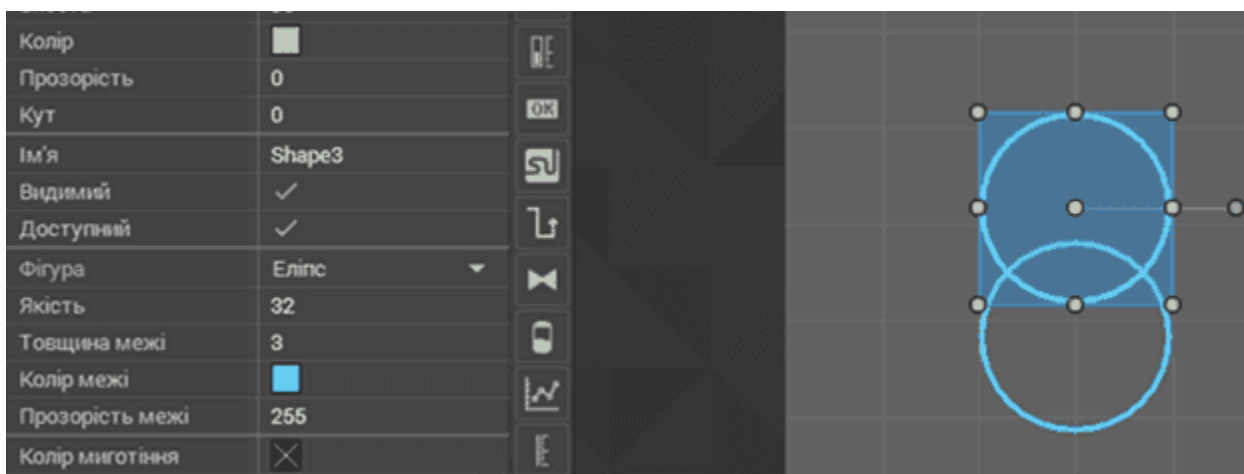 Колір
Прозорість 0
Кут 0
Ім'я Shape3
Видимий
Доступний
Фігура Еліпс
Якість 32
Товщина межі 3
Колір межі
Прозорість межі 255
Колір миготіння
OK